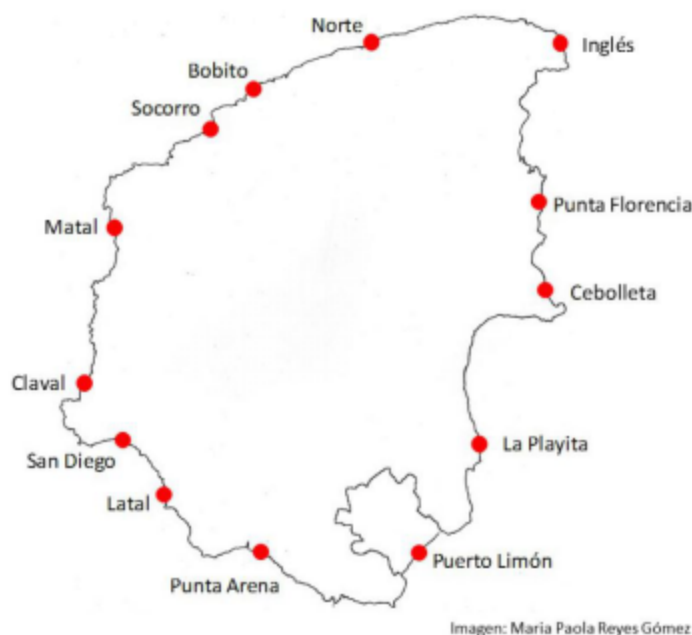 Norte
Inglés
Bobito
Socorro
Punta Florencia
Matal
Cebolleta
Claval
San Diego
La Playita
Latal
Punta Arena
Puerto Limón
Imagen: Maria Paola Reyes Gómez